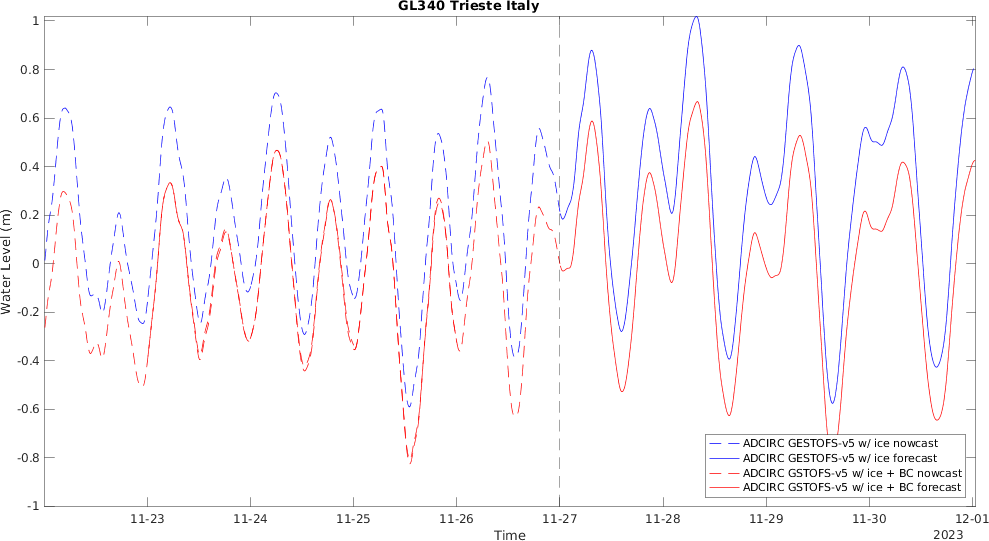 GL340 Trieste Italy
1
0.8
0.6
0.4
0.2
0
-0.2
-0.4
-0.6
-0.8
-1
Water Level (m)
ADCIRC GESTOFS-v5 w/ ice nowcast
ADCIRC GESTOFS-v5 w/ ice forecast
ADCIRC GSTOFS-v5 w/ ice + BC nowcast
ADCIRC GSTOFS-v5 w/ ice + BC forecast
11-23 11-24 11-25 11-26 11-27 11-28 11-29 11-30 12-01
Time
2023